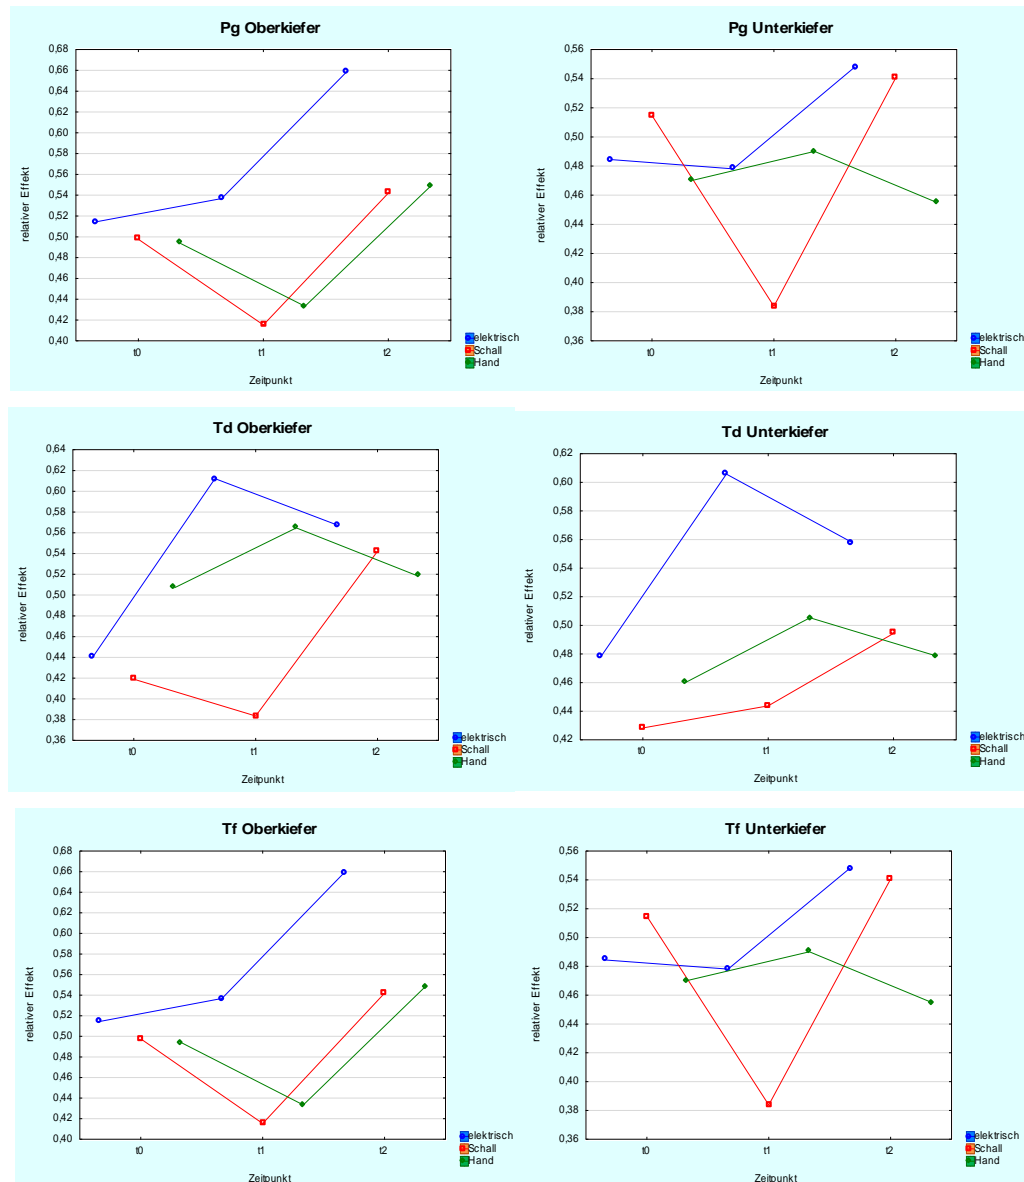 Pg Oberkiefer
0,68
0,66
0,64
0,62
0,60
0,58
0,56
0,54
0,52
0,50
0,48
0,46
0,44
0,42
0,40
relativer Effekt
t0 t1 t2
Zeitpunkt
elektrisch
Schall
Hand
Pg Unterkiefer
0,56
0,54
0,52
0,50
0,48
0,46
0,44
0,42
0,40
0,38
0,36
relativer Effekt
t0 t1 t2
Zeitpunkt
elektrisch
Schall
Hand
Td Oberkiefer
0,64
0,62
0,60
0,58
0,56
0,54
0,52
0,50
0,48
0,46
0,44
0,42
0,40
0,38
0,36
relativer Effekt
t0 t1 t2
Zeitpunkt
elektrisch
Schall
Hand
Td Unterkiefer
0,62
0,60
0,58
0,56
0,54
0,52
0,50
0,48
0,46
0,44
0,42
relativer Effekt
t0 t1 t2
Zeitpunkt
elektrisch
Schall
Hand
Tf Oberkiefer
0,68
0,66
0,64
0,62
0,60
0,58
0,56
0,54
0,52
0,50
0,48
0,46
0,44
0,42
0,40
relativer Effekt
t0 t1 t2
Zeitpunkt
elektrisch
Schall
Hand
Tf Unterkiefer
0,56
0,54
0,52
0,50
0,48
0,46
0,44
0,42
0,40
0,38
0,36
relativer Effekt
t0 t1 t2
Zeitpunkt
elektrisch
Schall
Hand